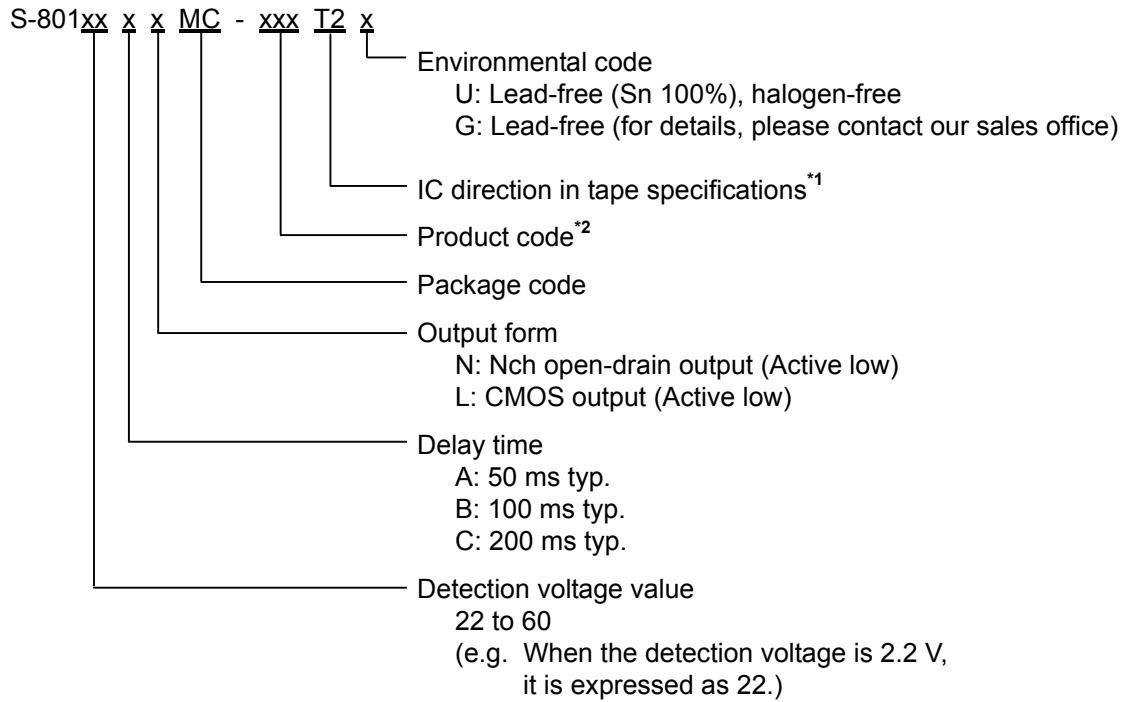 S-801xx x x MC - xxx T2 x
Environmental code
U: Lead-free (Sn 100%), halogen-free
G: Lead-free (for details, please contact our sales office)
IC direction in tape specifications*1
Product code*2
Package code
Output form
N: Nch open-drain output (Active low)
L: CMOS output (Active low)
Delay time
A: 50 ms typ.
B: 100 ms typ.
C: 200 ms typ.
Detection voltage value
22 to 60
(e.g. When the detection voltage is 2.2 V,
it is expressed as 22.)